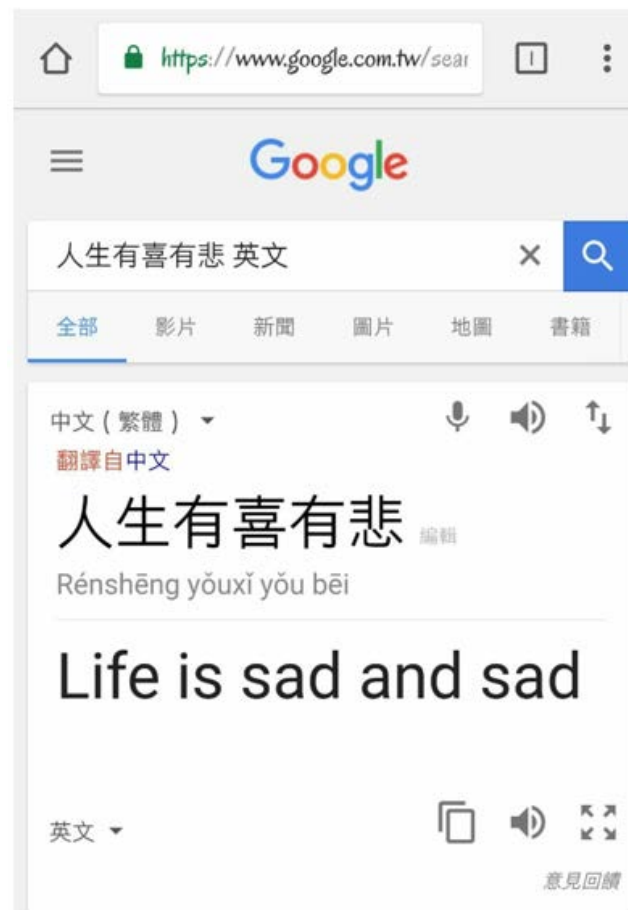 https://www.google.com.tw/sear
Google
人生有喜有悲 英文
全部 影片 新聞 圖片 地圖 書籍
中文 ( 繁體 )
翻譯自中文
人生有喜有悲 編輯
Rénshēng yǒuxǐ yǒu bēi
Life is sad and sad
英文
意見回饋